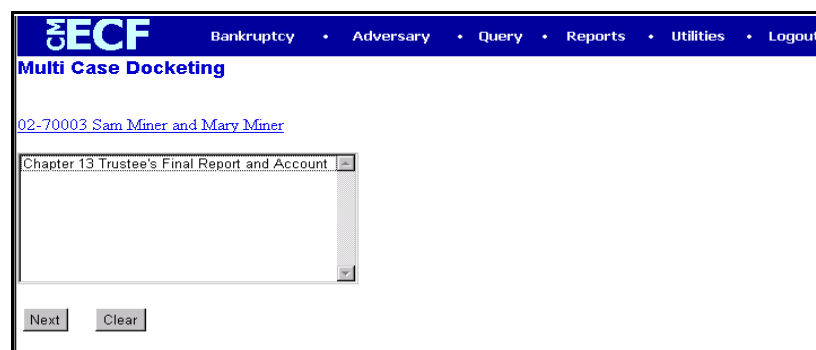 CM ECF Bankruptcy • Adversary • Query • Reports • Utilities • Logout
Multi Case Docketing
02-70003 Sam Miner and Mary Miner
Chapter 13 Trustee's Final Report and Account
Next Clear